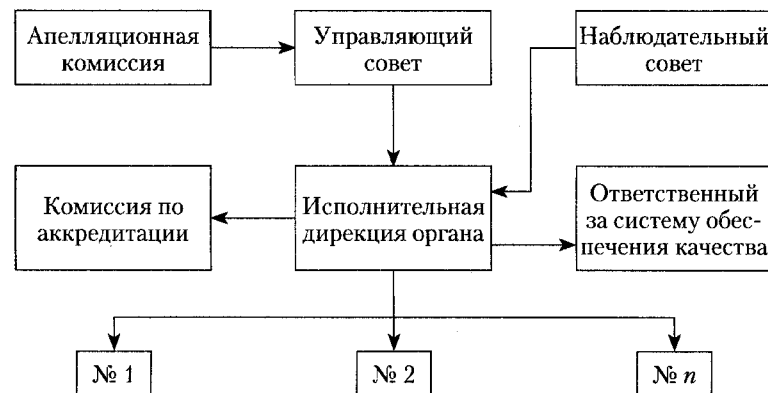 Апелляционная
комиссия
Управляющий
совет
Наблюдательный
совет
Комиссия по
аккредитации
Исполнительная
дирекция органа
Ответственный
за систему обес-
печения качества
№ 1
№ 2
№ n